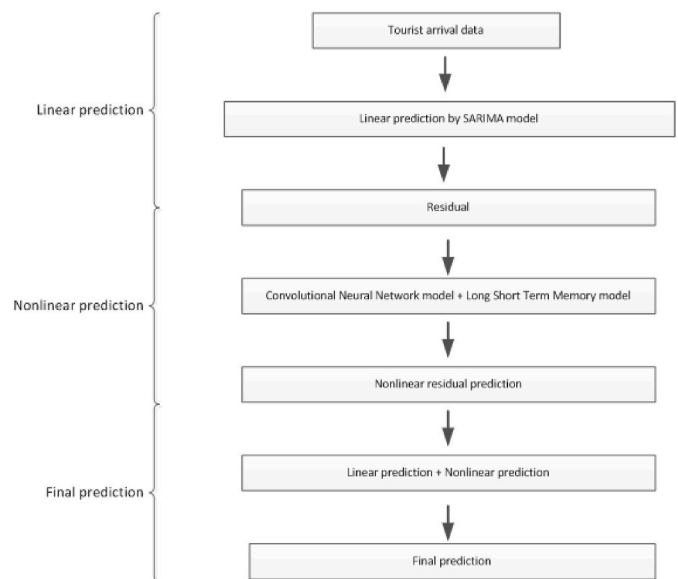 Tourist arrival data
Linear prediction
Linear prediction by SARIMA model
Residual
Nonlinear prediction
Convolutional Neural Network model + Long Short Term Memory model
Nonlinear residual prediction
Linear prediction + Nonlinear prediction
Final prediction
Final prediction